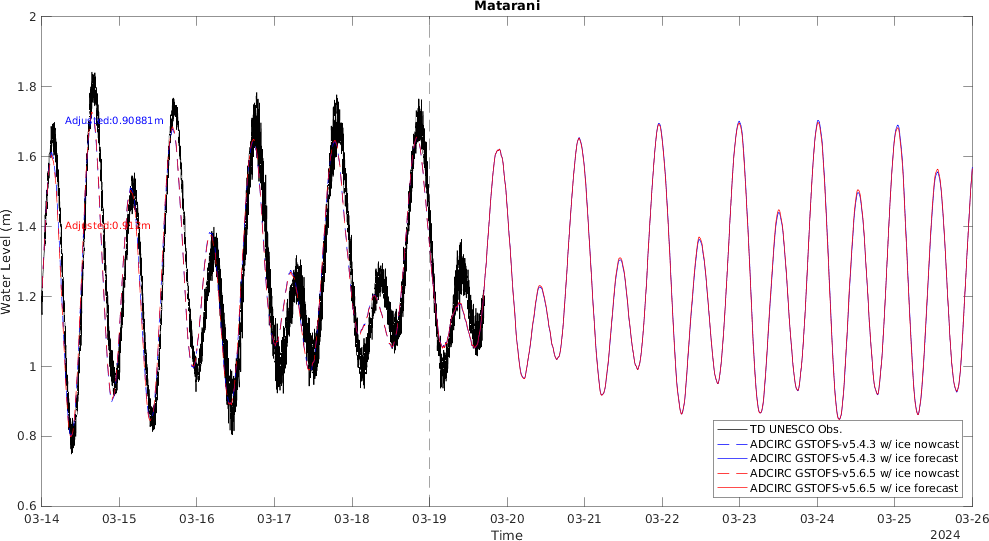 Matarani
2
1.8
1.6
1.4
1.2
1
0.8
0.6
Water Level (m)
Adjusted:0.90881m
03-14
03-15
03-16
03-17
03-18
03-19
03-20
03-21
03-22
03-23
03-24
03-25
03-26
Time
2024
TD UNESCO Obs.
ADCIRC GSTOFS-v5.4.3 w/ ice nowcast
ADCIRC GSTOFS-v5.4.3 w/ ice forecast
ADCIRC GSTOFS-v5.6.5 w/ ice nowcast
ADCIRC GSTOFS-v5.6.5 w/ ice forecast